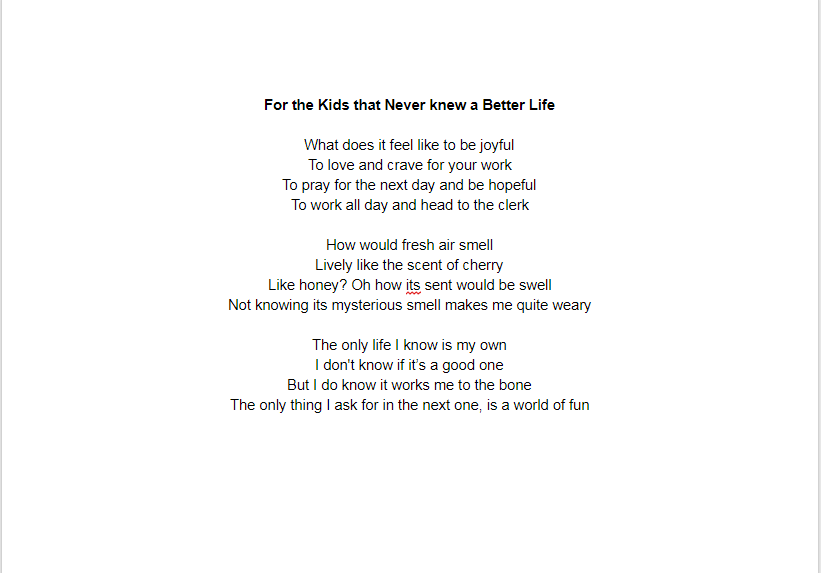 For the Kids that Never knew a Better Life
What does it feel like to be joyful
To love and crave for your work
To pray for the next day and be hopeful
To work all day and head to the clerk
How would fresh air smell
Lively like the scent of cherry
Like honey? Oh how its sent would be swell
Not knowing its mysterious smell makes me quite weary
The only life I know is my own
I don't know if it's a good one
But I do know it works me to the bone
The only thing I ask for in the next one, is a world of fun